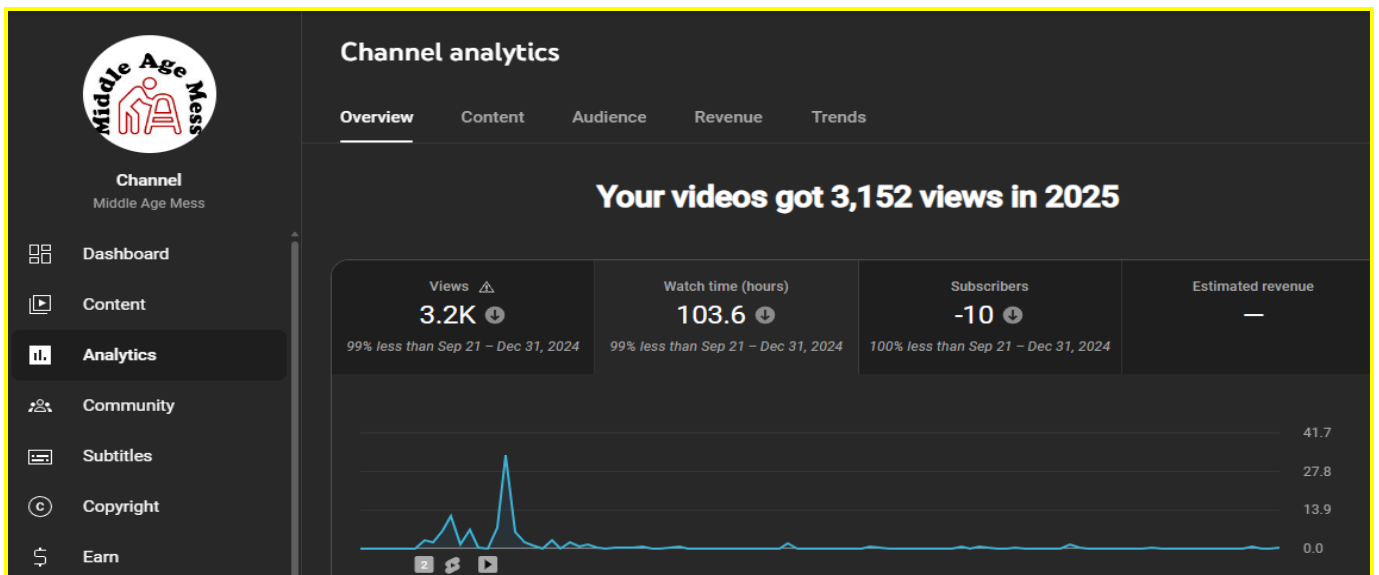 Middle Age Mess
Channel
Middle Age Mess
Dashboard
Content
Analytics
Community
Subtitles
Copyright
Earn
Channel analytics
Overview Content Audience Revenue Trends
Your videos got 3,152 views in 2025
Views Watch time (hours) Subscribers Estimated revenue
3.2K 103.6 -10 —
99% less than Sep 21 – Dec 31, 2024 99% less than Sep 21 – Dec 31, 2024 100% less than Sep 21 – Dec 31, 2024
41.7
27.8
13.9
0.0
2